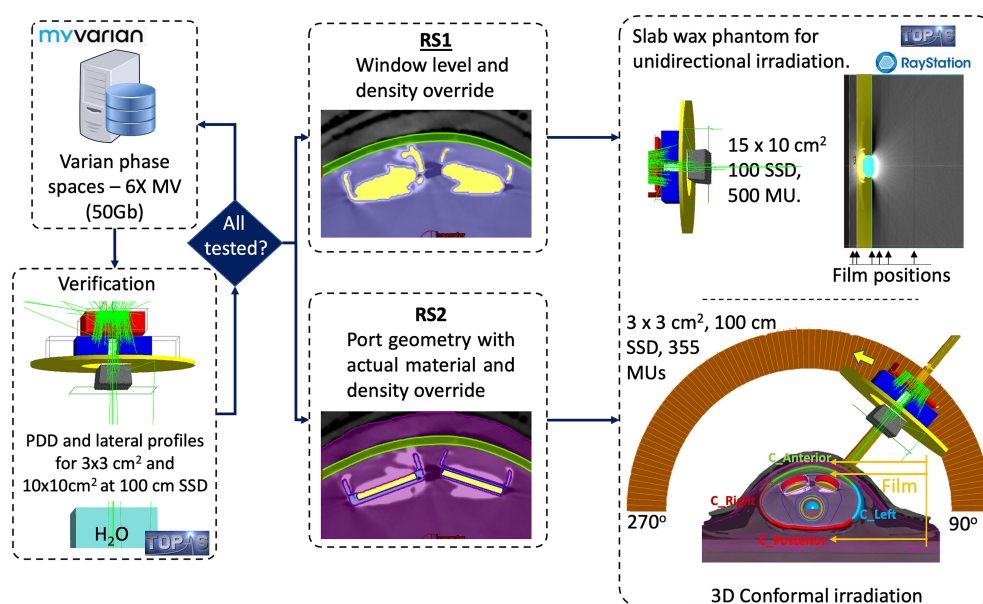 myvarian
Varian phase
spaces – 6X MV
(50Gb)
Verification
PDD and lateral profiles
for 3x3 cm² and
10x10cm² at 100 cm SSD
H₂O
TOPAS
All
tested?
RS1
Window level and
density override
RS2
Port geometry with
actual material and
density override
Slab wax phantom for
unidirectional irradiation.
TOPAS
RayStation
15 x 10 cm²
100 SSD,
500 MU.
Film positions
3 x 3 cm², 100 cm
SSD, 355
MUs
C_Anterior
Film
C_Right
C_Left
C_Posterior
270º
90º
3D Conformal irradiation